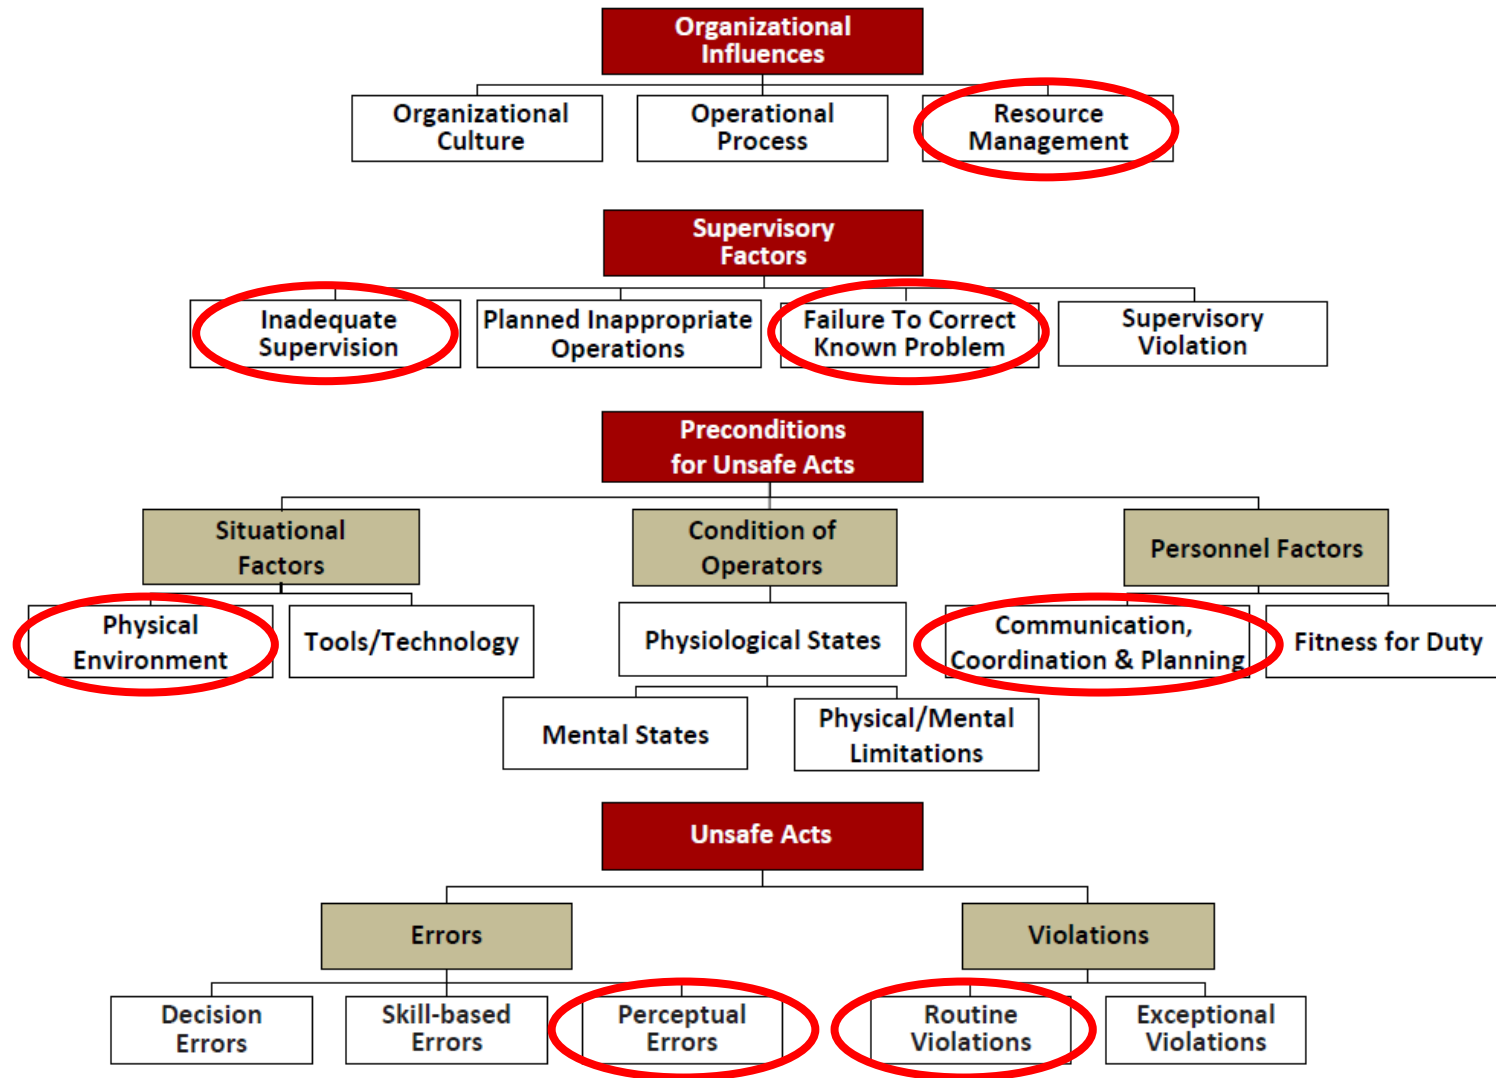 Organizational
Influences
Organizational
Culture
Operational
Process
Resource
Management
Supervisory
Factors
Inadequate
Supervision
Planned Inappropriate
Operations
Failure To Correct
Known Problem
Supervisory
Violation
Preconditions
for Unsafe Acts
Situational
Factors
Condition of
Operators
Personnel Factors
Physical
Environment
Tools/Technology
Physiological States
Communication,
Coordination & Planning
Fitness for Duty
Mental States
Physical/Mental
Limitations
Unsafe Acts
Errors
Violations
Decision
Errors
Skill-based
Errors
Perceptual
Errors
Routine
Violations
Exceptional
Violations